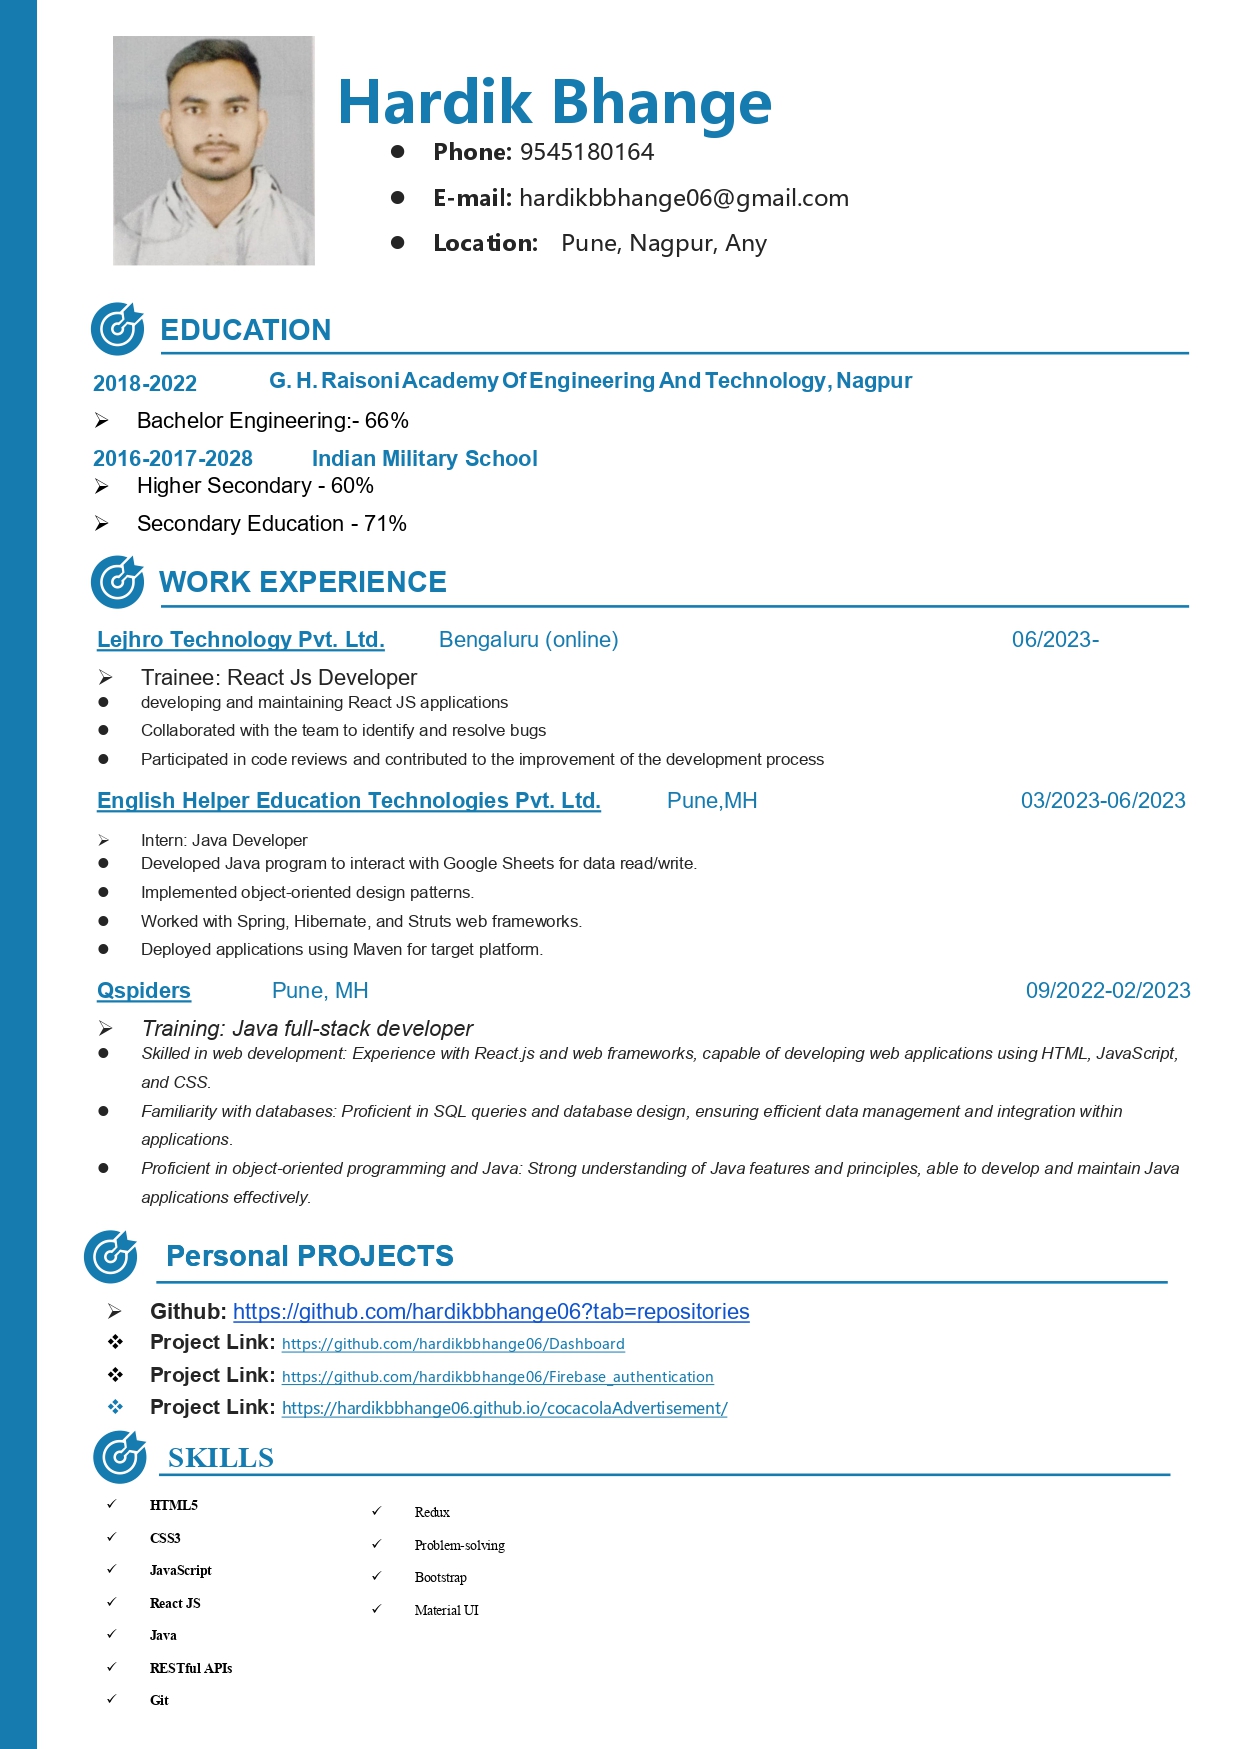 Hardik Bhange
Phone: 9545180164
E-mail: hardikbbhange06@gmail.com
Location: Pune, Nagpur, Any
EDUCATION
2018-2022 G. H. Raisoni Academy Of Engineering And Technology, Nagpur
Bachelor Engineering:- 66%
2016-2017-2028 Indian Military School
Higher Secondary - 60%
Secondary Education - 71%
WORK EXPERIENCE
Lejhro Technology Pvt. Ltd. Bengaluru (online) 06/2023-
Trainee: React Js Developer
developing and maintaining React JS applications
Collaborated with the team to identify and resolve bugs
Participated in code reviews and contributed to the improvement of the development process
English Helper Education Technologies Pvt. Ltd. Pune,MH 03/2023-06/2023
Intern: Java Developer
Developed Java program to interact with Google Sheets for data read/write.
Implemented object-oriented design patterns.
Worked with Spring, Hibernate, and Struts web frameworks.
Deployed applications using Maven for target platform.
Qspiders Pune, MH 09/2022-02/2023
Training: Java full-stack developer
Skilled in web development: Experience with React.js and web frameworks, capable of developing web applications using HTML, JavaScript,
and CSS.
Familiarity with databases: Proficient in SQL queries and database design, ensuring efficient data management and integration within
applications.
Proficient in object-oriented programming and Java: Strong understanding of Java features and principles, able to develop and maintain Java
applications effectively.
Personal PROJECTS
Github: https://github.com/hardikbbhange06?tab=repositories
Project Link: https://github.com/hardikbbhange06/Dashboard
Project Link: https://github.com/hardikbbhange06/Firebase_authentication
Project Link: https://hardikbbhange06.github.io/cocacolaAdvertisement/
SKILLS
HTML5
CSS3
JavaScript
React JS
Java
RESTful APIs
Git
Redux
Problem-solving
Bootstrap
Material UI